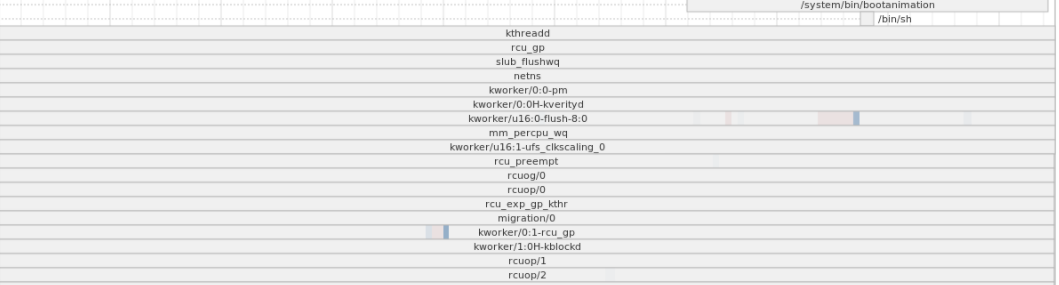 /system/bin/bootanimation
/bin/sh
kthreadd
rcu_gp
slub_flushwq
netns
kworker/0:0-pm
kworker/0:0H-kverityd
kworker/u16:0-flush-8:0
mm_percpu_wq
kworker/u16:1-ufs_clkscaling_0
rcu_preempt
rcuog/0
rcuop/0
rcu_exp_gp_kthr
migration/0
kworker/0:1-rcu_gp
kworker/1:0H-kblockd
rcuop/1
rcuop/2